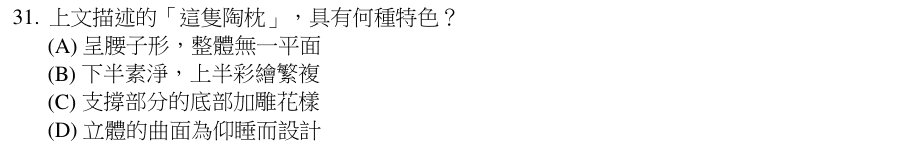 31. 上文描述的「這隻陶枕」，具有何種特色？
(A) 呈腰子形，整體無一平面
(B) 下半素淨，上半彩繪繁複
(C) 支撐部分的底部加雕花樣
(D) 立體的曲面為仰睡而設計